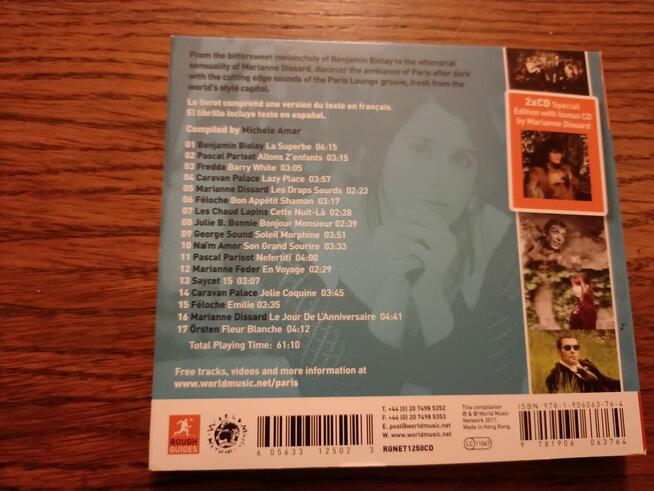 From the bittersweet melancholy of Benjamin Biolay to the whimsical
sensuality of Marianne Dissard, discover the ambiance of Paris after dark
with the cutting edge sounds of the Paris Lounge groove, fresh from the
world's style capital.
Le livret comprend une version du texte en français.
El librillo incluye texto en español.
Compiled by Michele Amar
01 Benjamin Biolay La Superbe 06:15
02 Pascal Parisot Allons Z'enfants 03:15
03 Fredda Barry White 03:05
04 Caravan Palace Lazy Place 03:57
05 Marianne Dissard Les Draps Sourds 02:23
06 Féloche Bon Appétit Shaman 03:17
07 Les Chaud Lapins Cette Nuit-Là 02:28
08 Julie B. Bonnie Bonjour Monsieur 02:39
09 George Sound Soleil Morphine 03:51
10 Naïm Amor Son Grand Sourire 03:33
11 Pascal Parisot Nefertiti 04:00
12 Marianne Feder En Voyage 02:29
13 Saycet 15 03:07
14 Caravan Palace Jolie Coquine 03:45
15 Féloche Emilie 03:35
16 Marianne Dissard Le Jour De L'Anniversaire 04:41
17 Örsten Fleur Blanche 04:12
Total Playing Time: 61:10
Free tracks, videos and more information at
www.worldmusic.net/paris
2xCD Special
Edition with bonus CD
by Marianne Dissard
ROUGH
GUIDES
6 05633 12502 3
T. +44 (0) 20 7498 5252
F. +44 (0) 20 7498 5353
E. post@worldmusic.net
W. www.worldmusic.net
RGNET1250CD
This compilation
℗ & © World Music
Network 2011.
Made in Hong Kong.
LC 11067
ISBN 978-1-906063-76-4
9 781906 063764